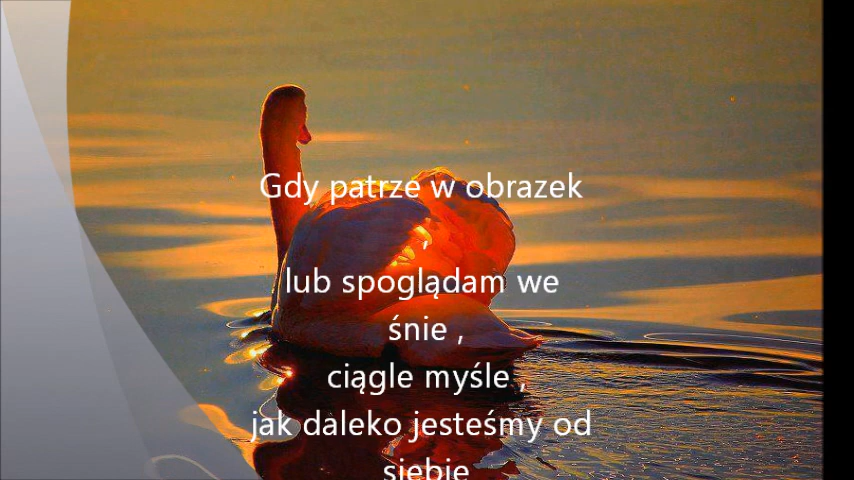 Gdy patrze w obrazek
,
lub spoglądam we
śnie ,
ciągle myśle ,
jak daleko jesteśmy od
siebie